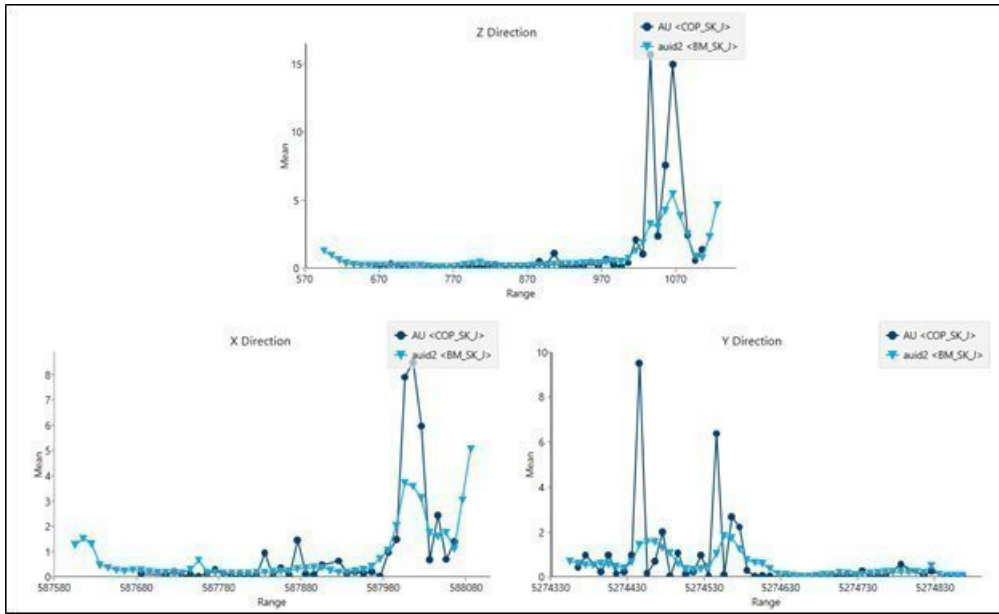 Z Direction
AU <COP_SK_J>
auid2 <BM_SK_J>
15
10
5
0
Mean
570 670 770 870 970 1070
Range
X Direction
AU <COP_SK_J>
auid2 <BM_SK_J>
8
7
6
5
4
3
2
1
0
Mean
587580 587680 587780 587880 587980 588080
Range
Y Direction
AU <COP_SK_J>
auid2 <BM_SK_J>
10
8
6
4
2
0
Mean
5274330 5274430 5274530 5274630 5274730 5274830
Range